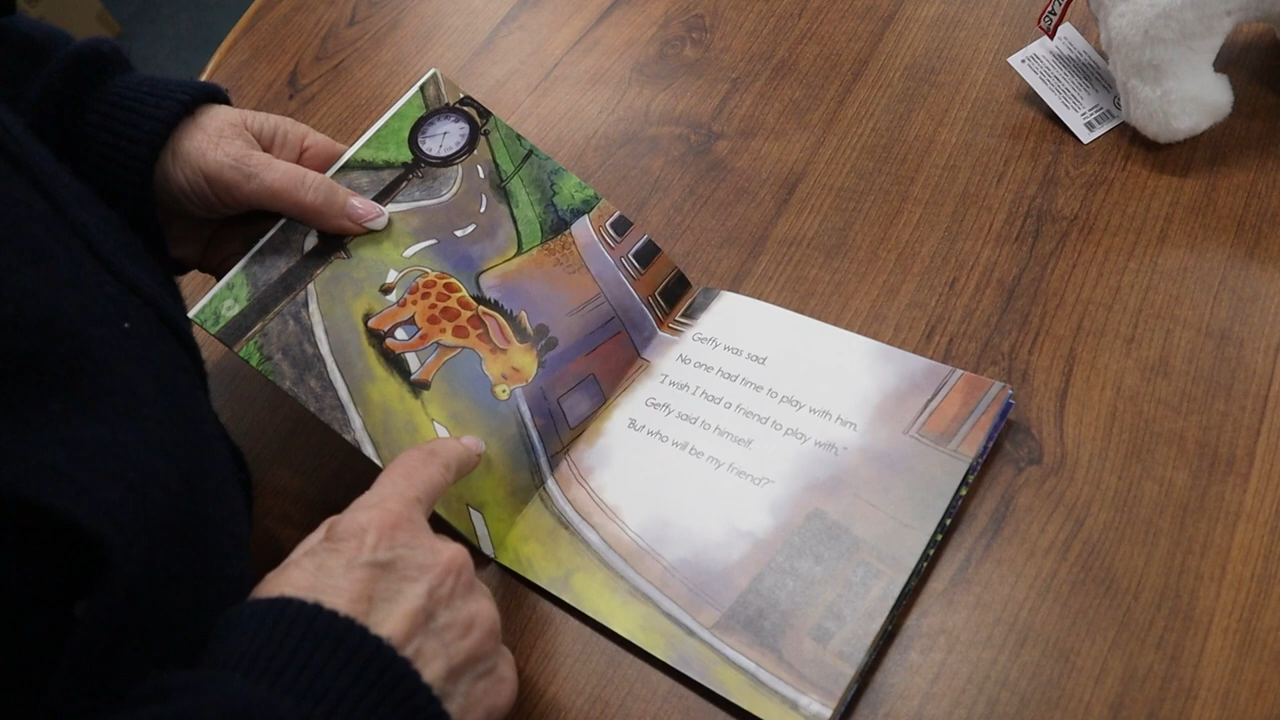 Geffy was sad.
No one had time to play with him.
"I wish I had a friend to play with,"
Geffy said to himself.
"But who will be my friend?"